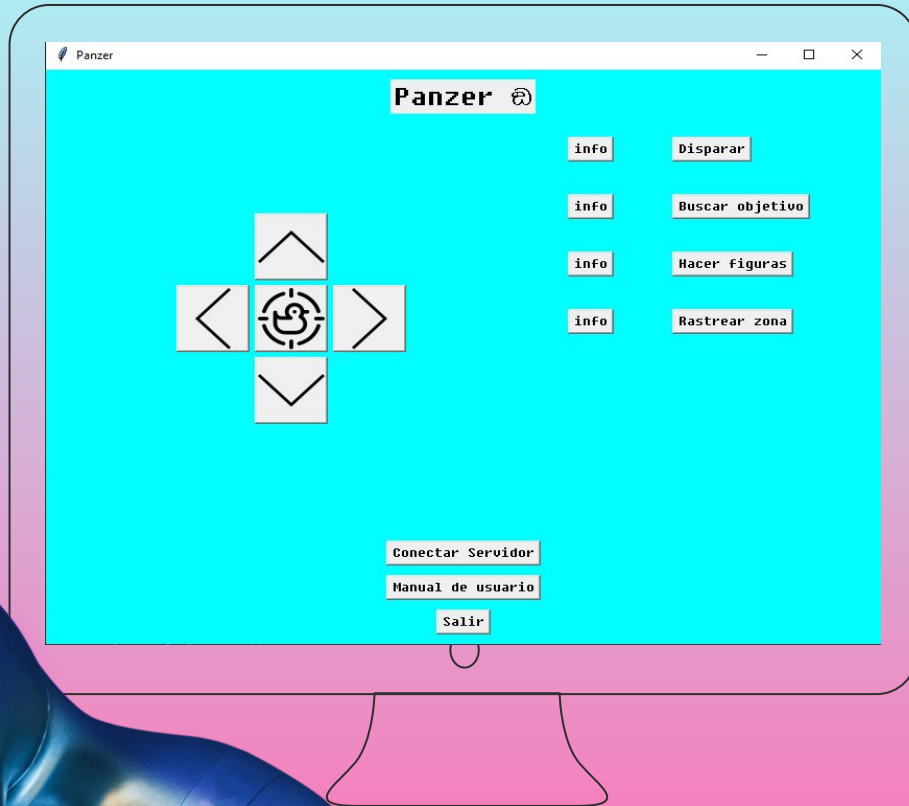 Panzer
Panzer ඞ
info Disparar
info Buscar objetivo
info Hacer figuras
info Rastrear zona
Conectar Servidor
Manual de usuario
Salir